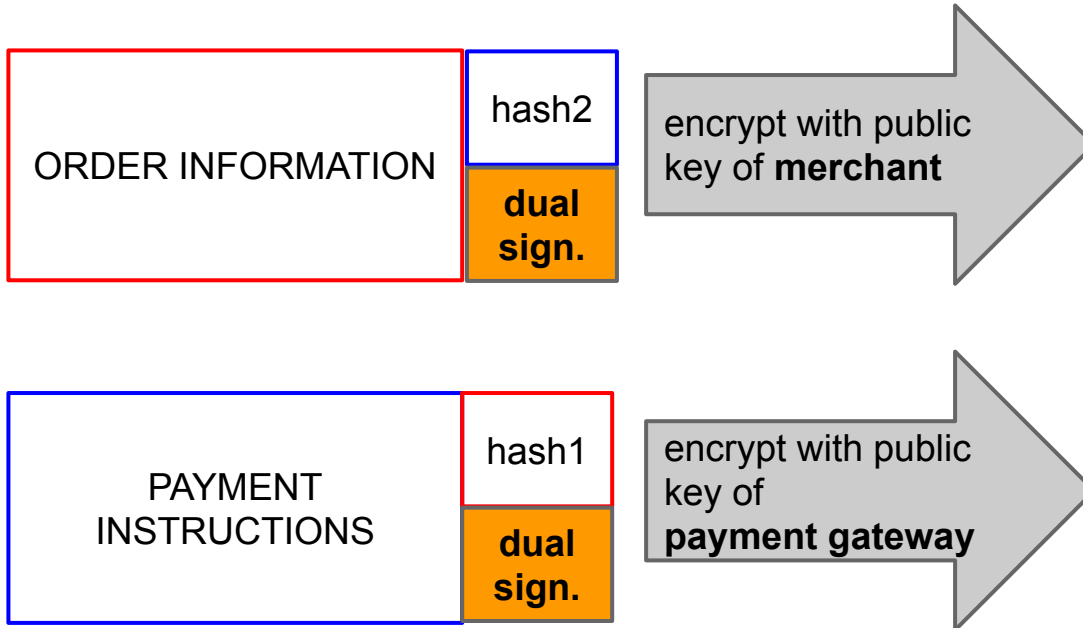 ORDER INFORMATION
hash2
dual
sign.
encrypt with public
key of merchant
PAYMENT
INSTRUCTIONS
hash1
dual
sign.
encrypt with public
key of
payment gateway